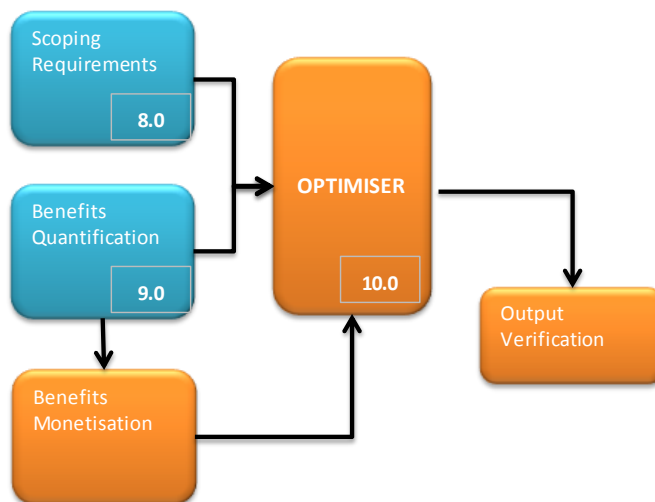 Scoping
Requirements
8.0
Benefits
Quantification
9.0
Benefits
Monetisation
OPTIMISER
10.0
Output
Verification